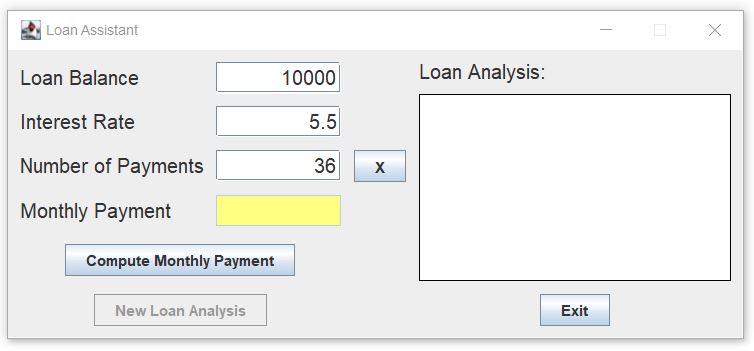 Loan Assistant
Loan Balance 10000
Interest Rate 5.5
Number of Payments 36 X
Monthly Payment
Compute Monthly Payment
New Loan Analysis
Loan Analysis:
Exit